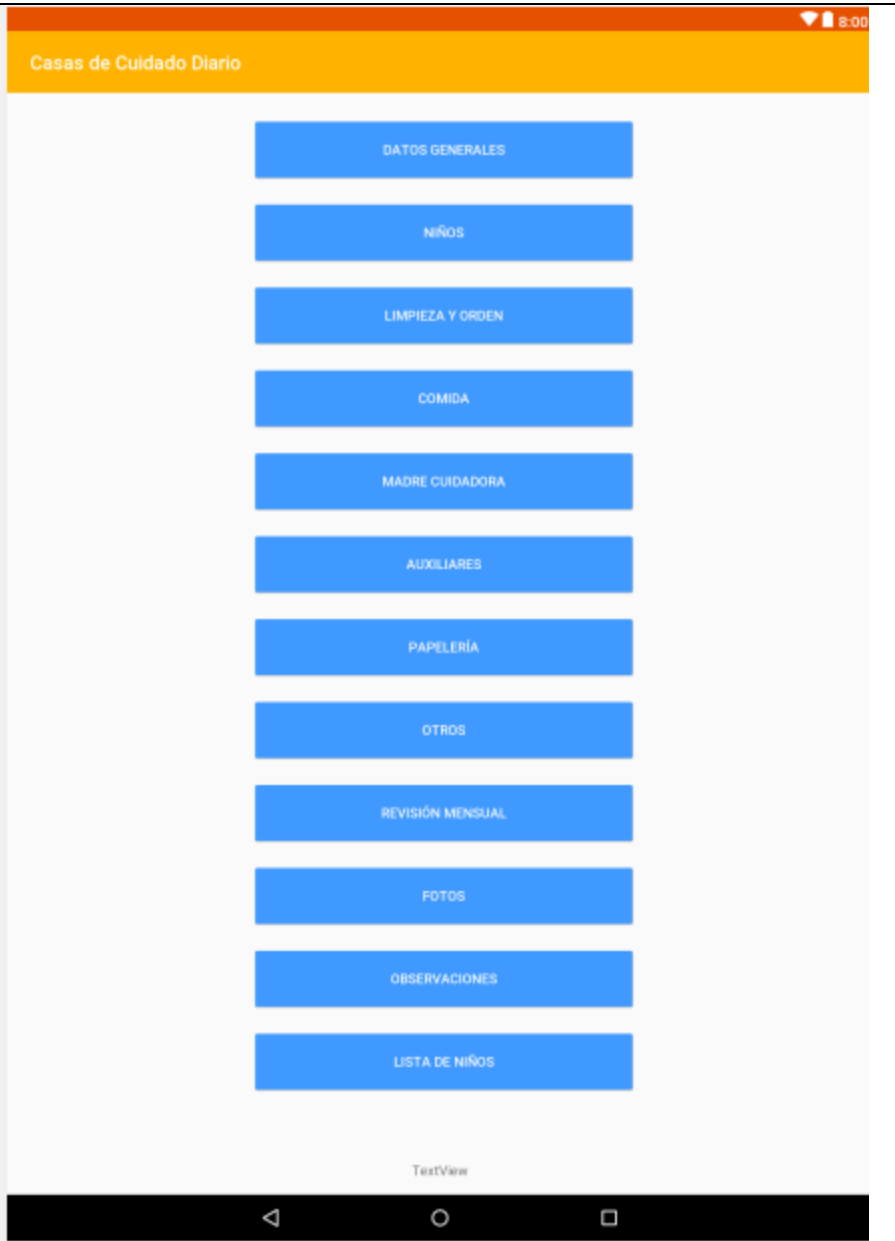 8:00
Casas de Cuidado Diario
DATOS GENERALES
NIÑOS
LIMPIEZA Y ORDEN
COMIDA
MADRE CUIDADORA
AUXILIARES
PAPELERÍA
OTROS
REVISIÓN MENSUAL
FOTOS
OBSERVACIONES
LISTA DE NIÑOS
TextView